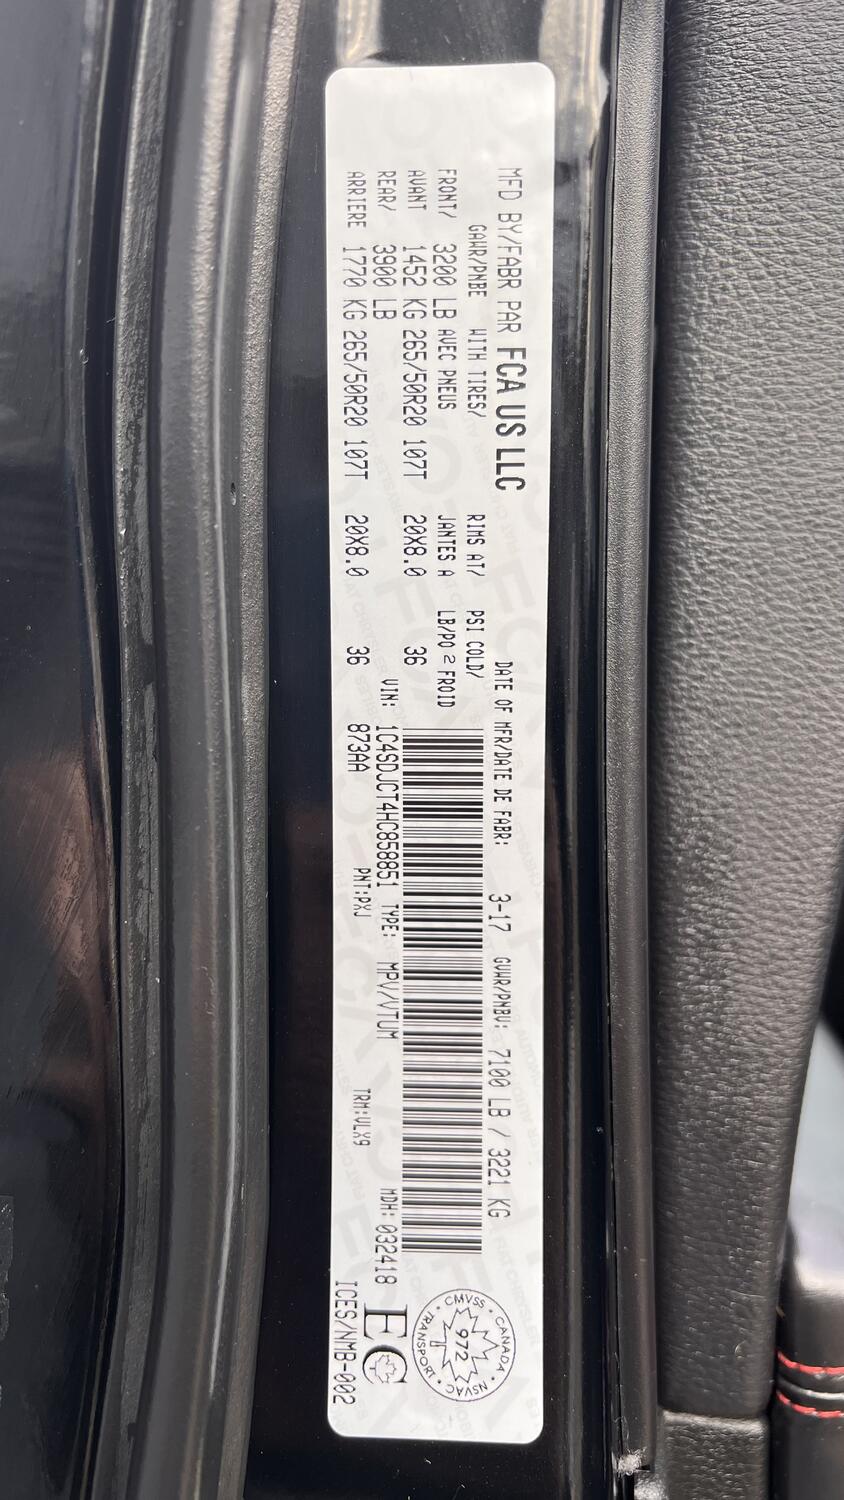 MFD BY/FABR PAR FCA US LLC
DATE OF MFR/DATE DE FABR: 3-17 GVWR/PNBV: 7100 LB / 3221 KG
GAWR/PNBE WITH TIRES/ RIMS AT/ PSI COLD/
FRONT/ 3200 LB AVEC PNEUS JANTES A LB/PO 2 FROID
AVANT 1452 KG 265/50R20 107T 20X8.0 36
REAR/ 3900 LB
ARRIERE 1770 KG 265/50R20 107T 20X8.0 36
VIN: 1C4SDJCT4HC858851 TYPE: MPV/VTUM MDH: 032418
873AA PNT:PXJ TRM:VLX9
CANADA · NSVAC · TRANSPORT · CMVSS ·
972
EC
ICES/NMB-002